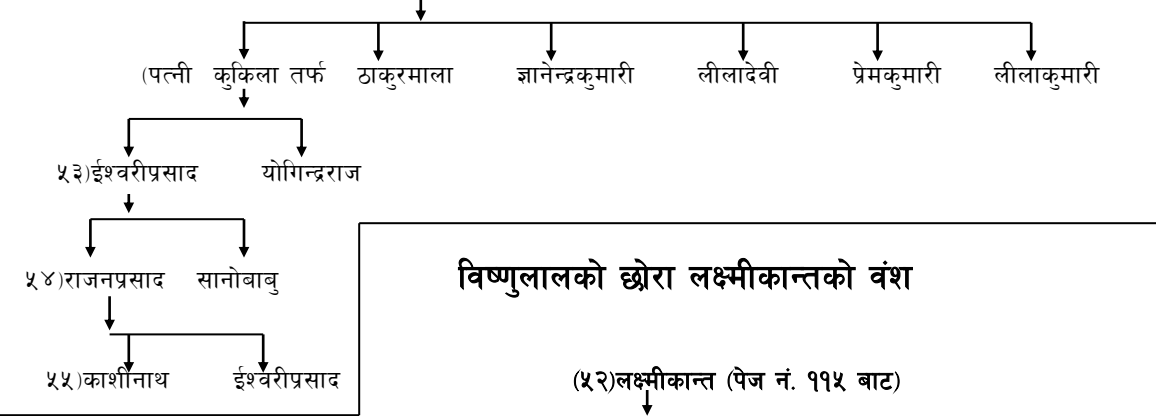 (पत्नी कुकिला तर्फ ठाकुरमाला ज्ञानेन्द्रकुमारी लीलादेवी प्रेमकुमारी लीलाकुमारी
५३)ईश्वरीप्रसाद योगिन्द्रराज
५४)राजनप्रसाद सानोबाबु
विष्णुलालको छोरा लक्ष्मीकान्तको वंश
५५)काशीनाथ ईश्वरीप्रसाद
(५२)लक्ष्मीकान्त (पेज नं. ११५ बाट)